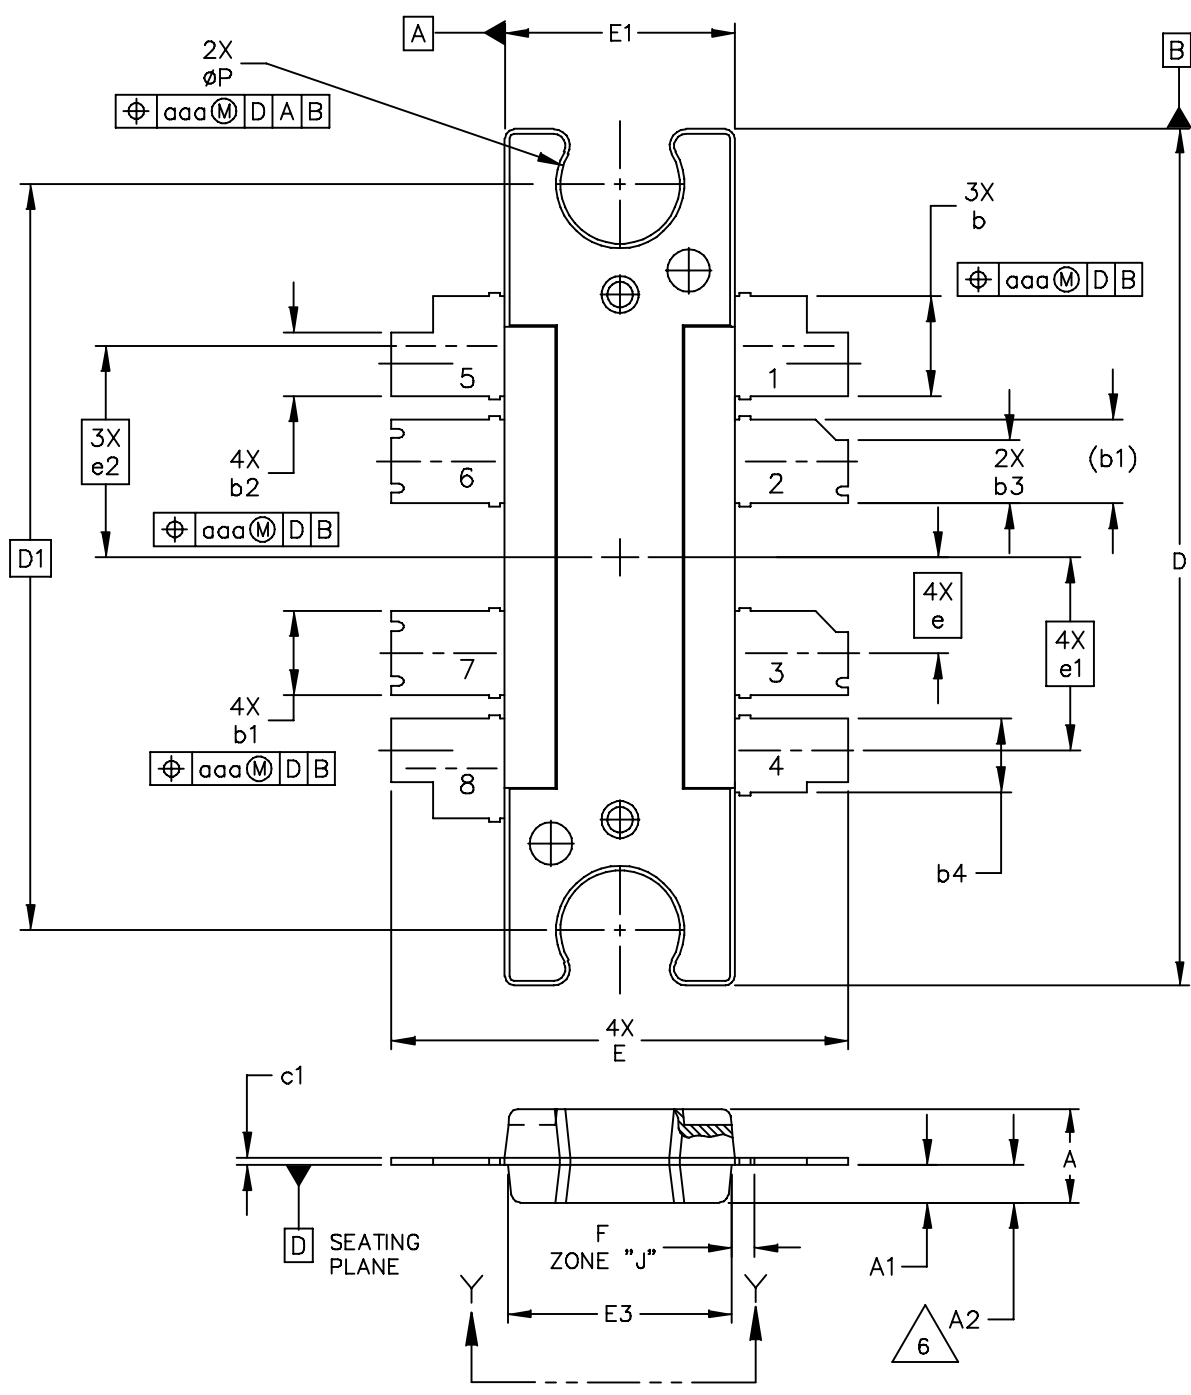 A
E1
B
2X
øP
⌖ aaa Ⓜ D A B
3X
b
⌖ aaa Ⓜ D B
5
1
3X
e2
4X
b2
6
2
2X
b3
(b1)
⌖ aaa Ⓜ D B
D1
D
4X
e
4X
e1
7
3
4X
b1
⌖ aaa Ⓜ D B
8
4
b4
4X
E
c1
A
D
SEATING
PLANE
F
ZONE "J"
A1
Y
Y
E3
A2
6